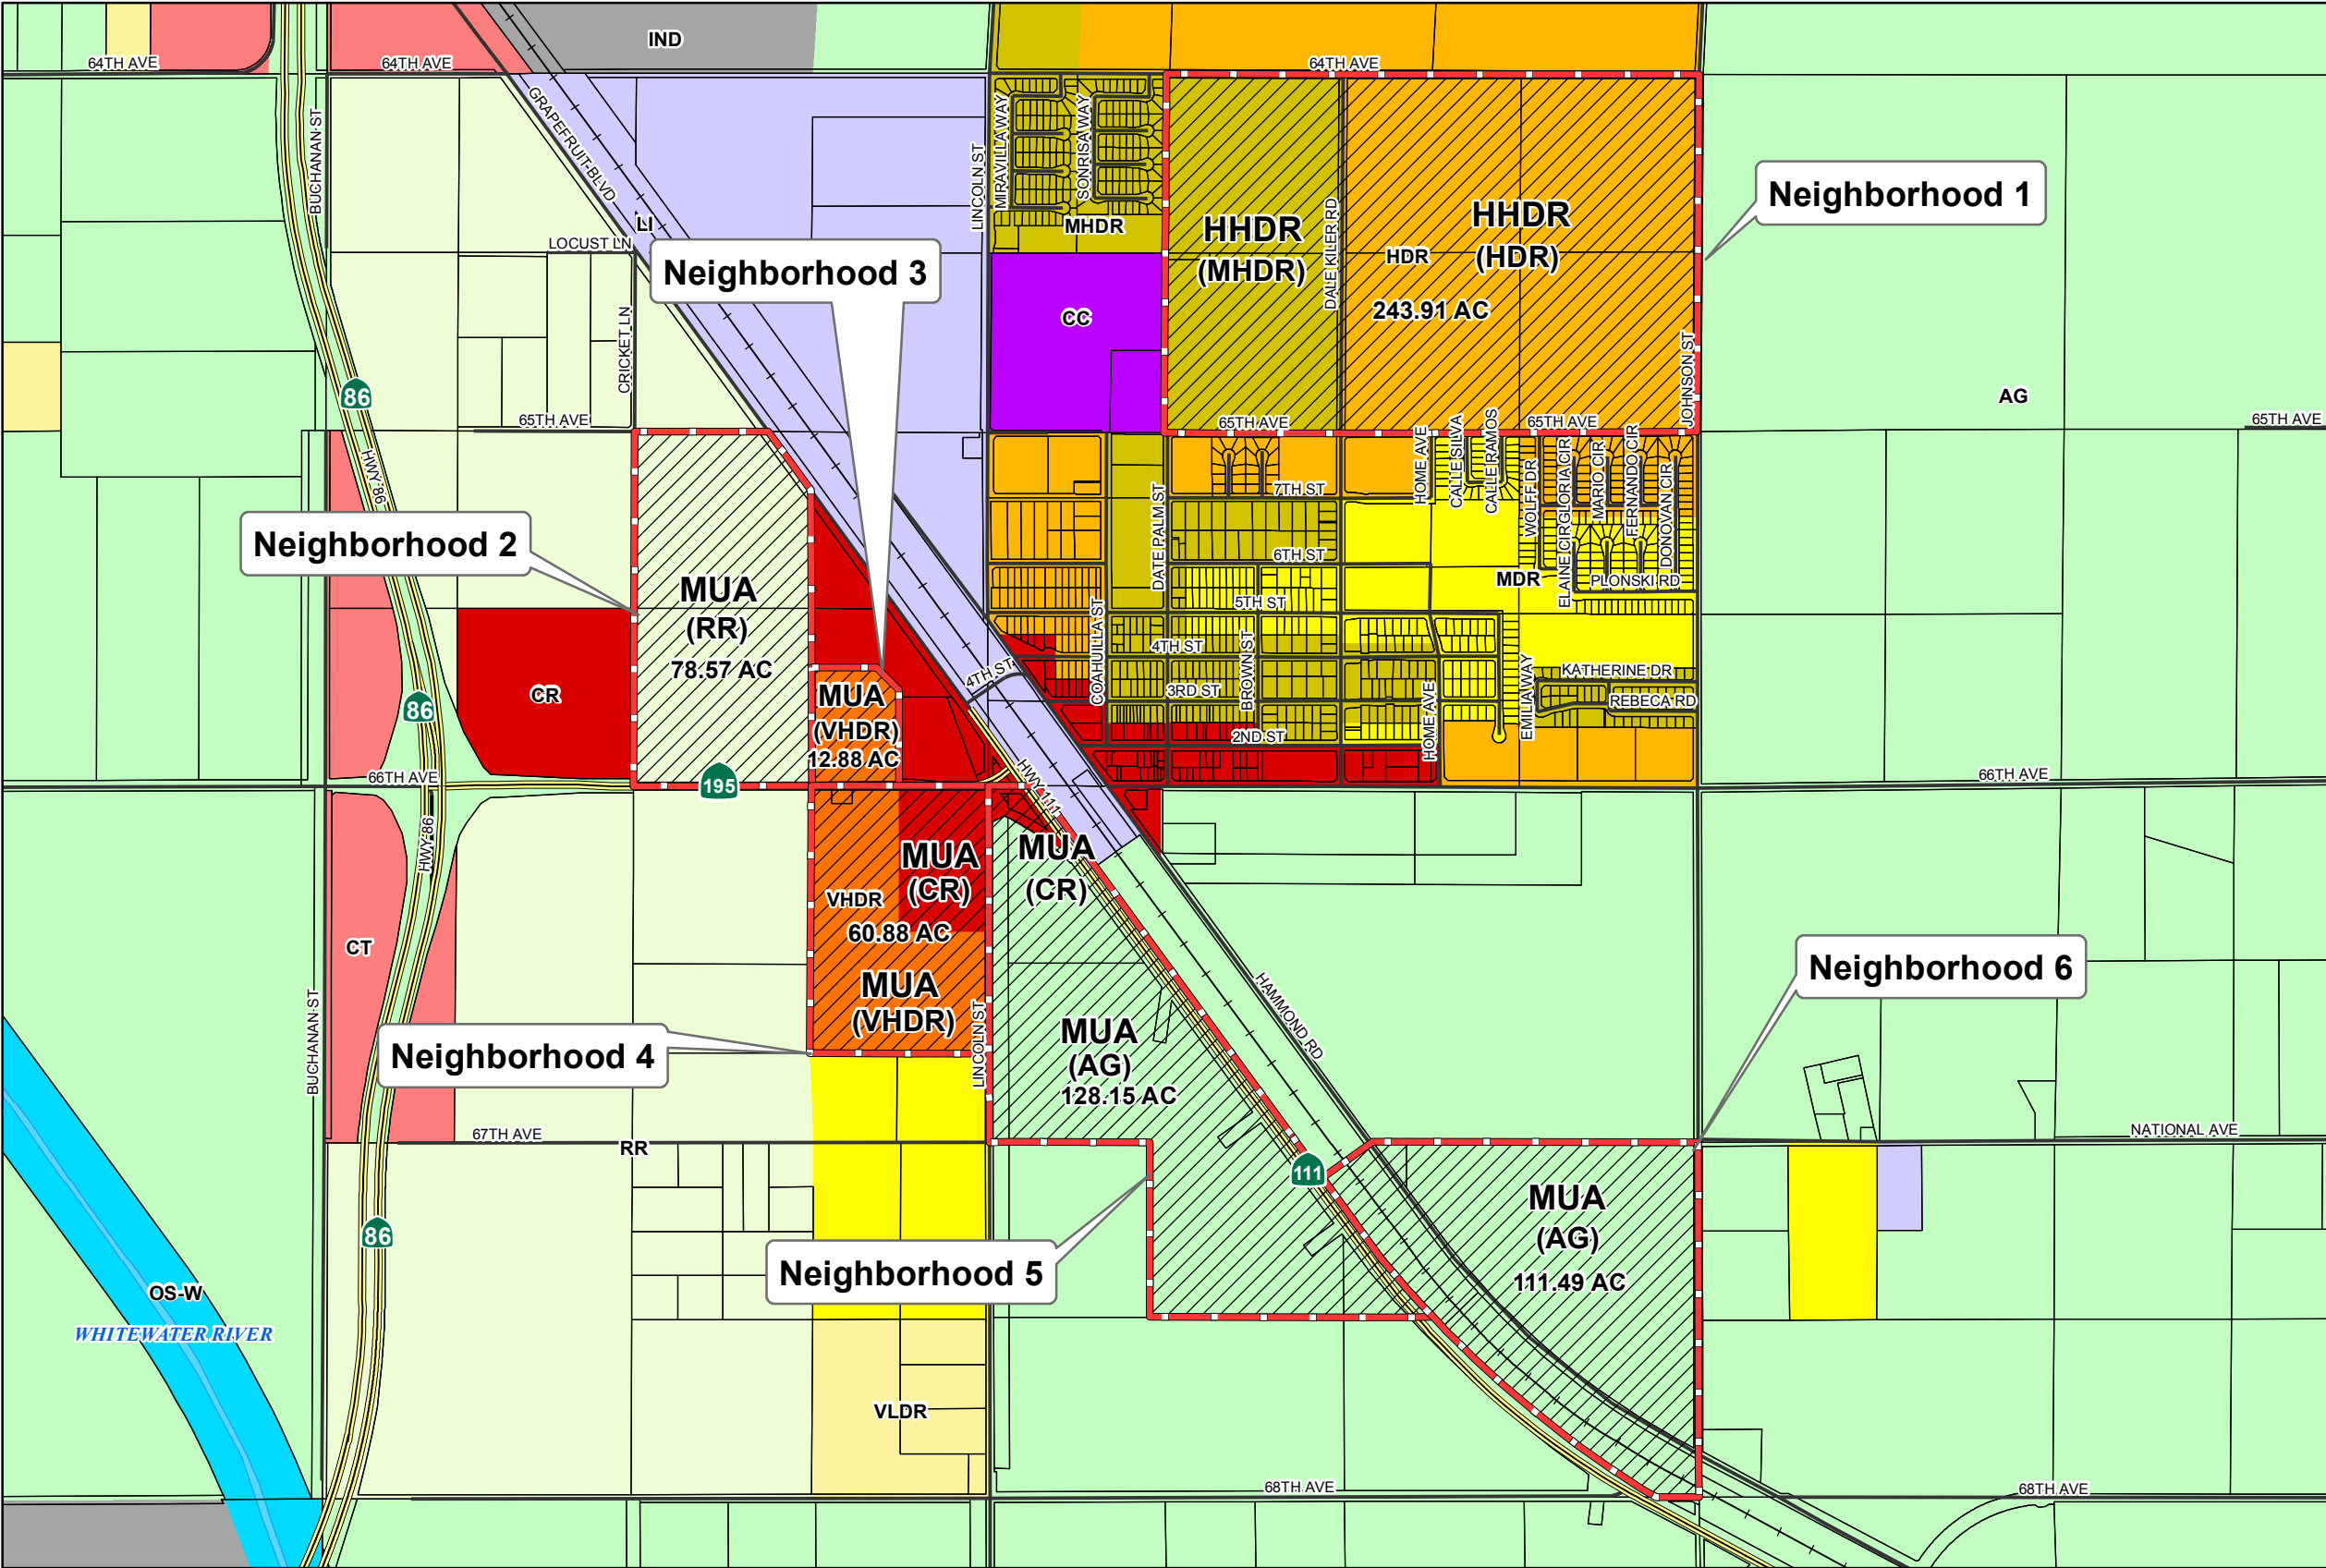 IND
64TH AVE
64TH AVE
64TH AVE
GRAPEFRUIT BLVD
BUCHANAN ST
LINCOLN ST
MIRAVILLA WAY
SONRISA WAY
MHDR
HHDR
(MHDR)
DALE KILER RD
HDR
HHDR
(HDR)
243.91 AC
Neighborhood 1
LI
LOCUST LN
Neighborhood 3
CC
CRICKET LN
JOHNSON ST
86
AG
65TH AVE
65TH AVE
65TH AVE
65TH AVE
HWY 86
HOME AVE
CALLE SILVA
CALLE RAMOS
WOLFF DR
ELAINE CIR
GLORIA CIR
MARIO CIR
FERNANDO CIR
DONOVAN CIR
7TH ST
DATE PALM ST
6TH ST
Neighborhood 2
MUA
(RR)
78.57 AC
MDR
PLONSKI RD
5TH ST
COAHUILLA ST
4TH ST
4TH ST
BROWN ST
KATHERINE DR
3RD ST
REBECA RD
EMILIA WAY
HOME AVE
2ND ST
CR
86
MUA
(VHDR)
12.88 AC
66TH AVE
195
HWY 111
66TH AVE
HWY 86
MUA
(CR)
MUA
(CR)
VHDR
60.88 AC
MUA
(VHDR)
CT
Neighborhood 6
BUCHANAN ST
LINCOLN ST
HAMMOND RD
Neighborhood 4
MUA
(AG)
128.15 AC
67TH AVE
RR
NATIONAL AVE
111
MUA
(AG)
111.49 AC
86
Neighborhood 5
OS-W
WHITEWATER RIVER
VLDR
68TH AVE
68TH AVE